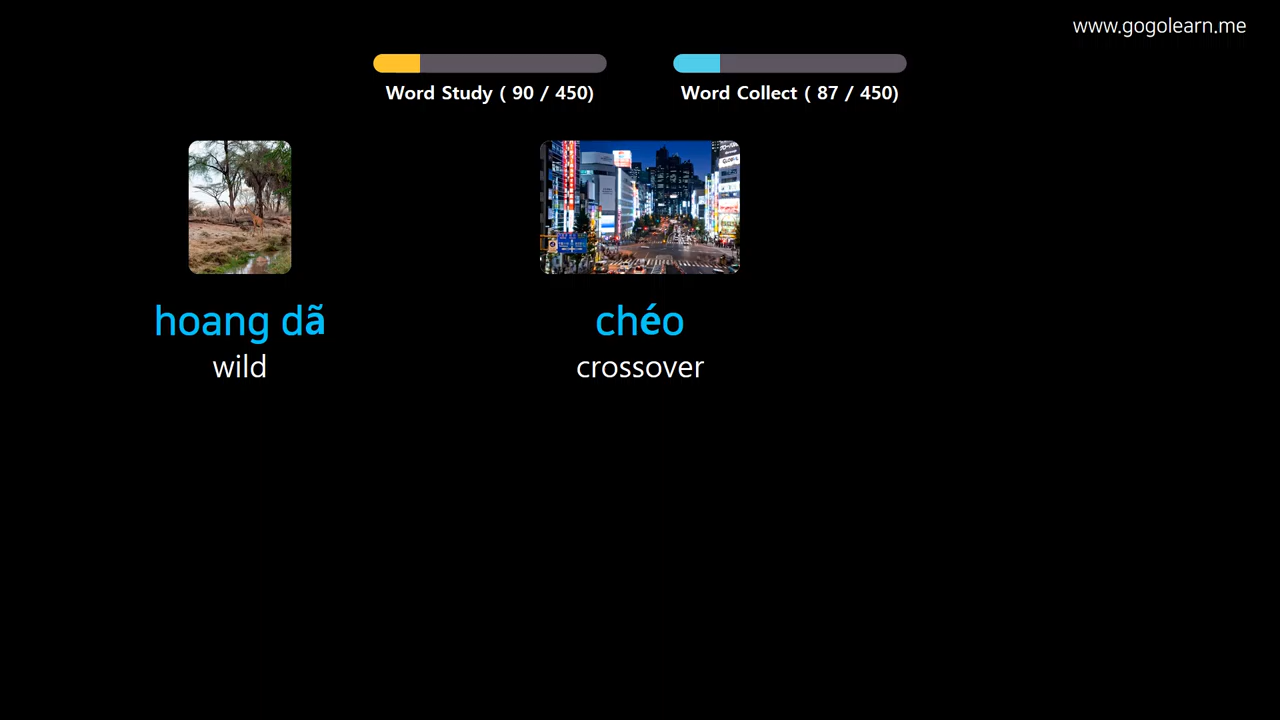 www.gogolearn.me
Word Study ( 90 / 450)
Word Collect ( 87 / 450)
hoang dã
wild
chéo
crossover